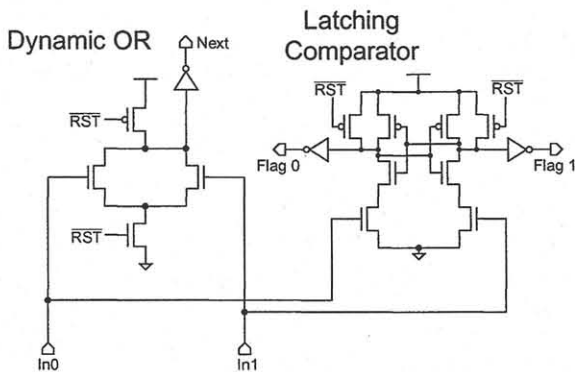 Dynamic OR
Next
Latching
Comparator
RST
RST
RST
Flag 0
Flag 1
RST
In0
In1